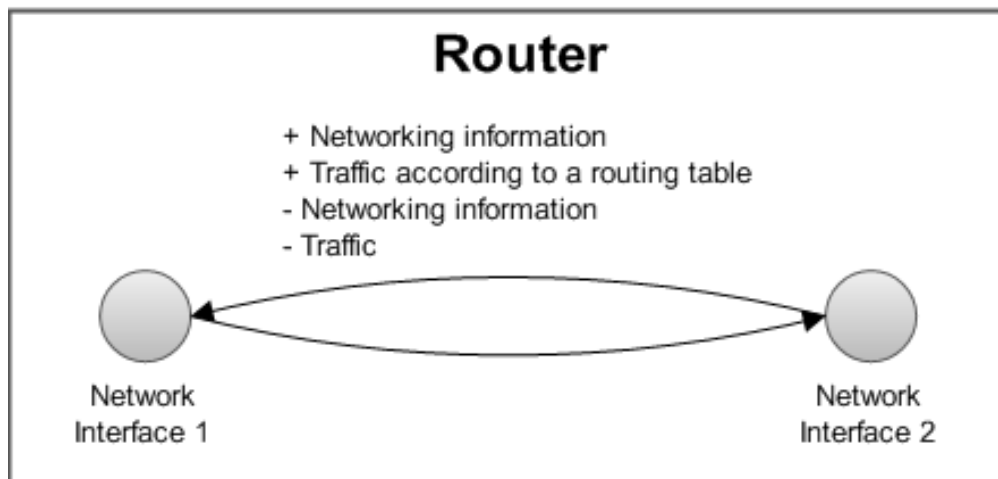 Router
+ Networking information
+ Traffic according to a routing table
- Networking information
- Traffic
Network
Interface 1
Network
Interface 2